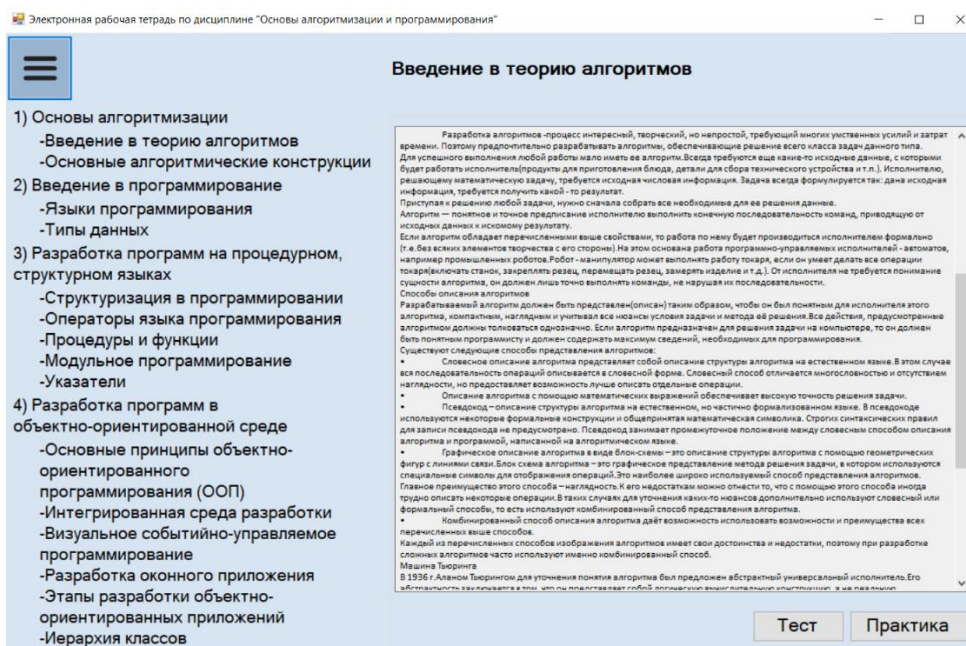 Электронная рабочая тетрадь по дисциплине "Основы алгоритмизации и программирования"
Введение в теорию алгоритмов
1) Основы алгоритмизации
-Введение в теорию алгоритмов
-Основные алгоритмические конструкции
2) Введение в программирование
-Языки программирования
-Типы данных
3) Разработка программ на процедурном,
структурном языках
-Структуризация в программировании
-Операторы языка программирования
-Процедуры и функции
-Модульное программирование
-Указатели
4) Разработка программ в
объектно-ориентированной среде
-Основные принципы объектно-
ориентированного
программирования (ООП)
-Интегрированная среда разработки
-Визуальное событийно-управляемое
программирование
-Разработка оконного приложения
-Этапы разработки объектно-
ориентированных приложений
-Иерархия классов
Разработка алгоритмов -процесс интересный, творческий, но непростой, требующий многих умственных усилий и затрат
времени. Поэтому предпочтительно разрабатывать алгоритмы, обеспечивающие решение всего класса задач данного типа.
Для успешного выполнения любой работы мало иметь ее алгоритм.Всегда требуются еще какие-то исходные данные, с которыми
будет работать исполнитель(продукты для приготовления блюда, детали для сбора технического устройства и т.п.). Исполнителю,
решающему математическую задачу, требуется исходная числовая информация. Задача всегда формулируется так: дана исходная
информация, требуется получить какой - то результат.
Приступая к решению любой задачи, нужно сначала собрать все необходимые для ее решения данные.
Алгоритм — понятное и точное предписание исполнителю выполнить конечную последовательность команд, приводящую от
исходных данных к искомому результату.
Если алгоритм обладает перечисленными выше свойствами, то работа по нему будет производиться исполнителем формально
(т.е. без всяких элементов творчества с его стороны).На этом основана работа программно-управляемых исполнителей - автоматов,
например промышленных роботов.Робот - манипулятор может выполнять работу токаря, если он умеет делать все операции
токаря(включать станок, закреплять резец, перемещать резец, замерять изделие и т.д.). От исполнителя не требуется понимание
сущности алгоритма, он должен лишь точно выполнять команды, не нарушая их последовательности.
Способы описания алгоритмов
Разрабатываемый алгоритм должен быть представлен(описан) таким образом, чтобы он был понятным для исполнителя этого
алгоритма, компактным, наглядным и учитывал все нюансы условия задачи и метода её решения.Все действия, предусмотренные
алгоритмом должны толковаться однозначно. Если алгоритм предназначен для решения задачи на компьютере, то он должен
быть понятным программисту и должен содержать максимум сведений, необходимых для программирования.
Существуют следующие способы представления алгоритмов:
• Словесное описание алгоритма представляет собой описание структуры алгоритма на естественном языке.В этом случае
вся последовательность операций описывается в словесной форме. Словесный способ отличается многословностью и отсутствием
наглядности, но предоставляет возможность лучше описать отдельные операции.
• Описание алгоритма с помощью математических выражений обеспечивает высокую точность решения задачи.
• Псевдокод – описание структуры алгоритма на естественном, но частично формализованном языке. В псевдокоде
используются некоторые формальные конструкции и общепринятая математическая символика. Строгих синтаксических правил
для записи псевдокода не предусмотрено. Псевдокод занимает промежуточное положение между словесным способом описания
алгоритма и программой, написанной на алгоритмическом языке.
• Графическое описание алгоритма в виде блок-схемы – это описание структуры алгоритма с помощью геометрических
фигур с линиями связи.Блок схема алгоритма – это графическое представление метода решения задачи, в котором используются
специальные символы для отображения операций.Это наиболее широко используемый способ представления алгоритмов.
Главное преимущество этого способа – наглядность.К его недостаткам можно отнести то, что с помощью этого способа иногда
трудно описать некоторые операции.В таких случаях для уточнения каких-то нюансов дополнительно используют словесный или
формальный способы, то есть используют комбинированный способ представления алгоритма.
• Комбинированный способ описания алгоритма даёт возможность использовать возможности и преимущества всех
перечисленных выше способов.
Каждый из перечисленных способов изображения алгоритмов имеет свои достоинства и недостатки, поэтому при разработке
сложных алгоритмов часто используют именно комбинированный способ.
Машина Тьюринга
В 1936 г.Аланом Тьюрингом для уточнения понятия алгоритма был предложен абстрактный универсальный исполнитель.Его
абстрактность заключается в том, что он представляет собой логическую вычислительную конструкцию, а не реальную
Тест
Практика